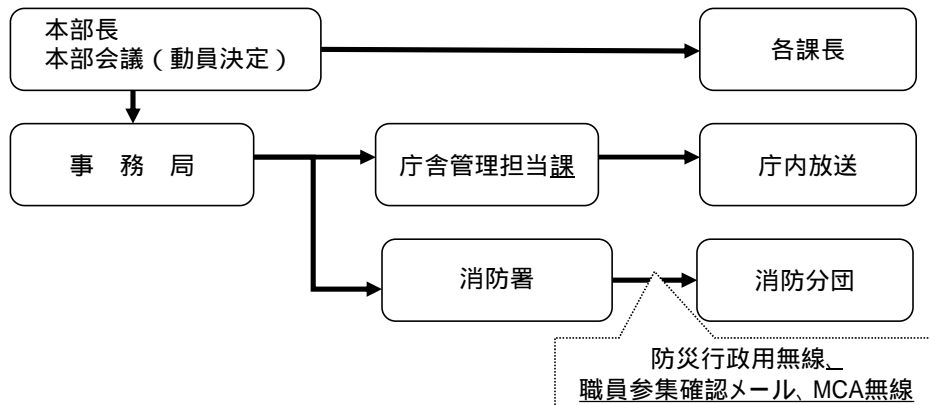 本部長
本部会議（動員決定）
各課長
事　務　局
庁舎管理担当課
庁内放送
消防署
消防分団
防災行政用無線、
職員参集確認メール、MCA無線